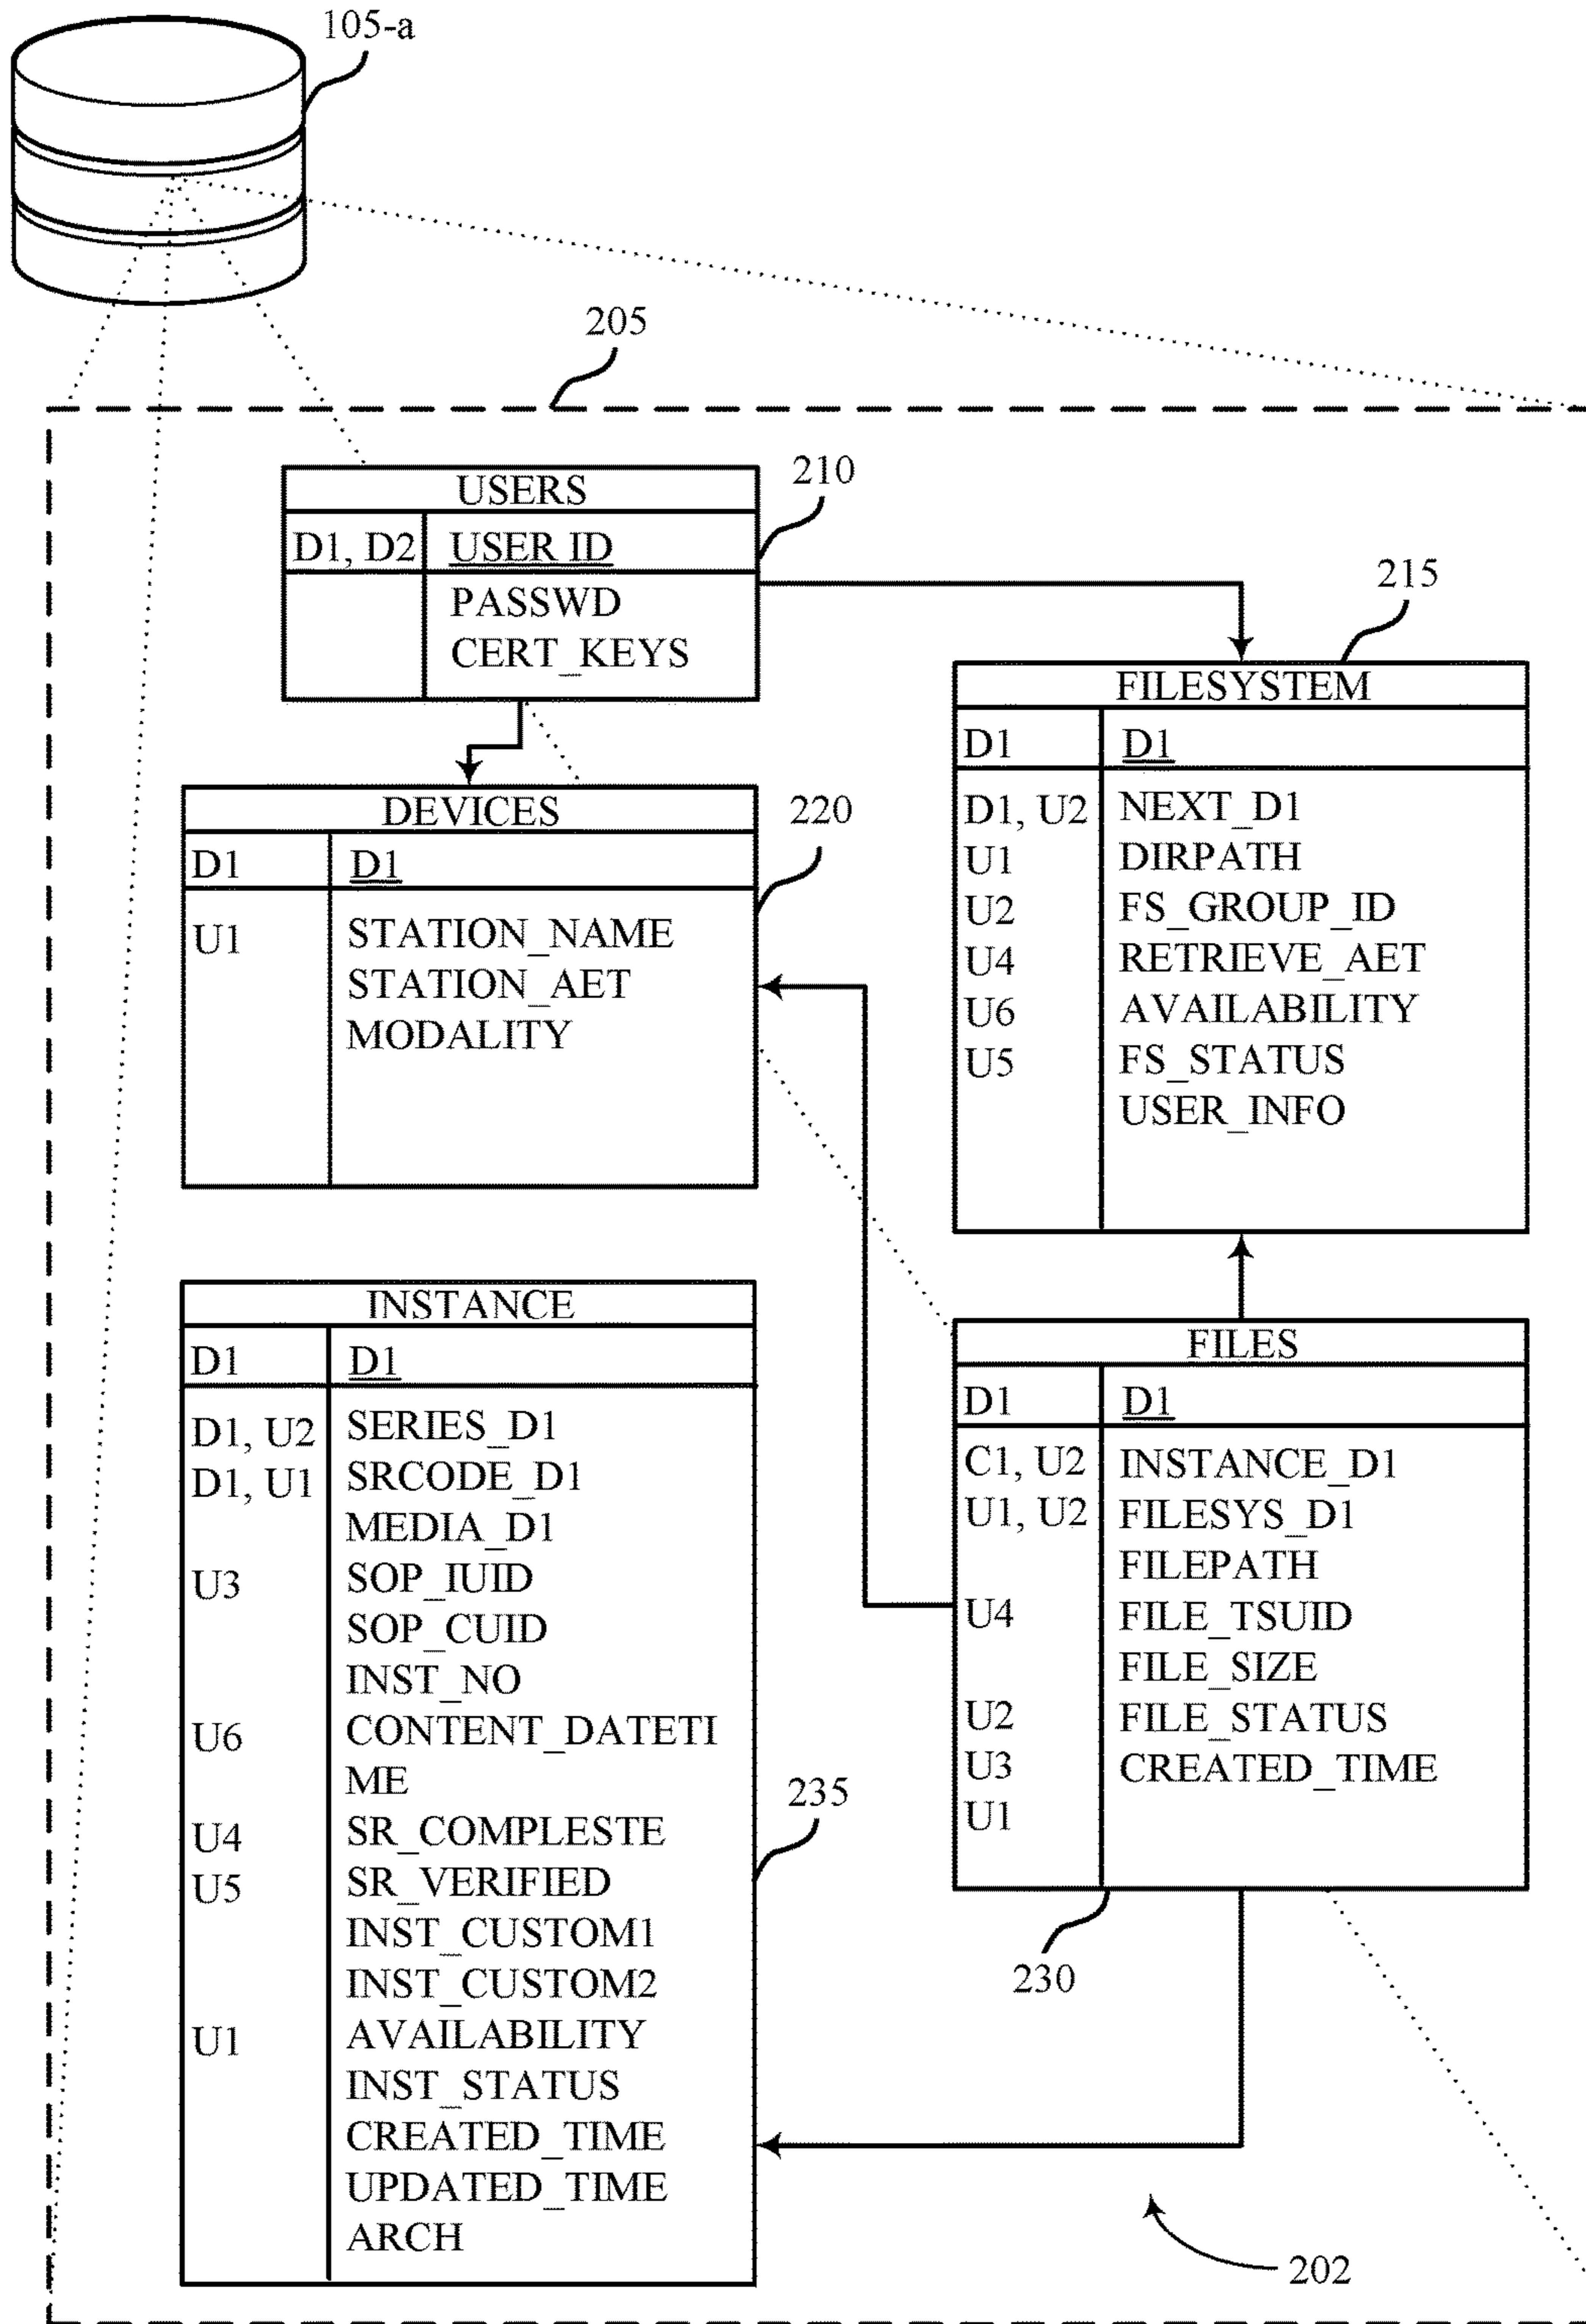 105-a
205
USERS
210
D1, D2 USER ID
PASSWD
CERT_KEYS
215
FILESYSTEM
D1 D1
D1, U2 NEXT_D1
U1 DIRPATH
U2 FS_GROUP_ID
U4 RETRIEVE_AET
U6 AVAILABILITY
U5 FS_STATUS
USER_INFO
DEVICES
220
D1 D1
U1 STATION_NAME
STATION_AET
MODALITY
INSTANCE
D1 D1
D1, U2 SERIES_D1
D1, U1 SRCODE_D1
MEDIA_D1
U3 SOP_IUID
SOP_CUID
INST_NO
U6 CONTENT_DATETI
ME
U4 SR_COMPLESTE
U5 SR_VERIFIED
INST_CUSTOM1
INST_CUSTOM2
U1 AVAILABILITY
INST_STATUS
CREATED_TIME
UPDATED_TIME
ARCH
235
FILES
D1 D1
C1, U2 INSTANCE_D1
U1, U2 FILESYS_D1
FILEPATH
U4 FILE_TSUID
FILE_SIZE
U2 FILE_STATUS
U3 CREATED_TIME
U1
230
202